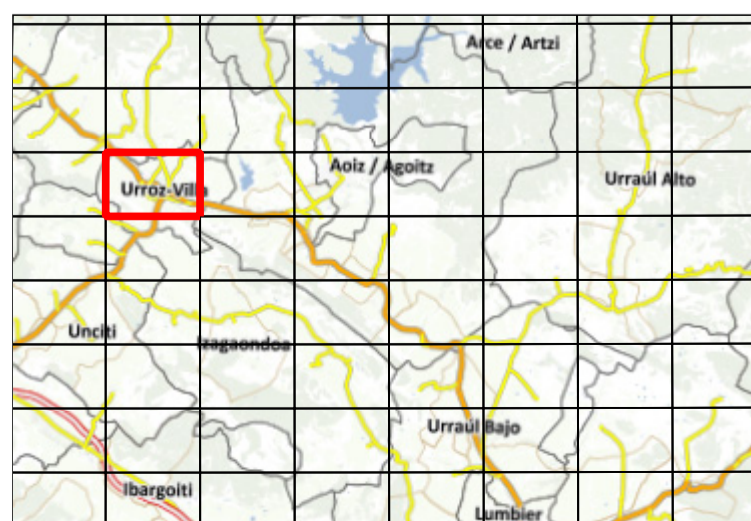 Arce / Artzi
Aoiz / Agoitz
Urraúl Alto
Urroz-Villa
Unciti
Izagaondoa
Urraúl Bajo
Ibargoiti
Lumbier